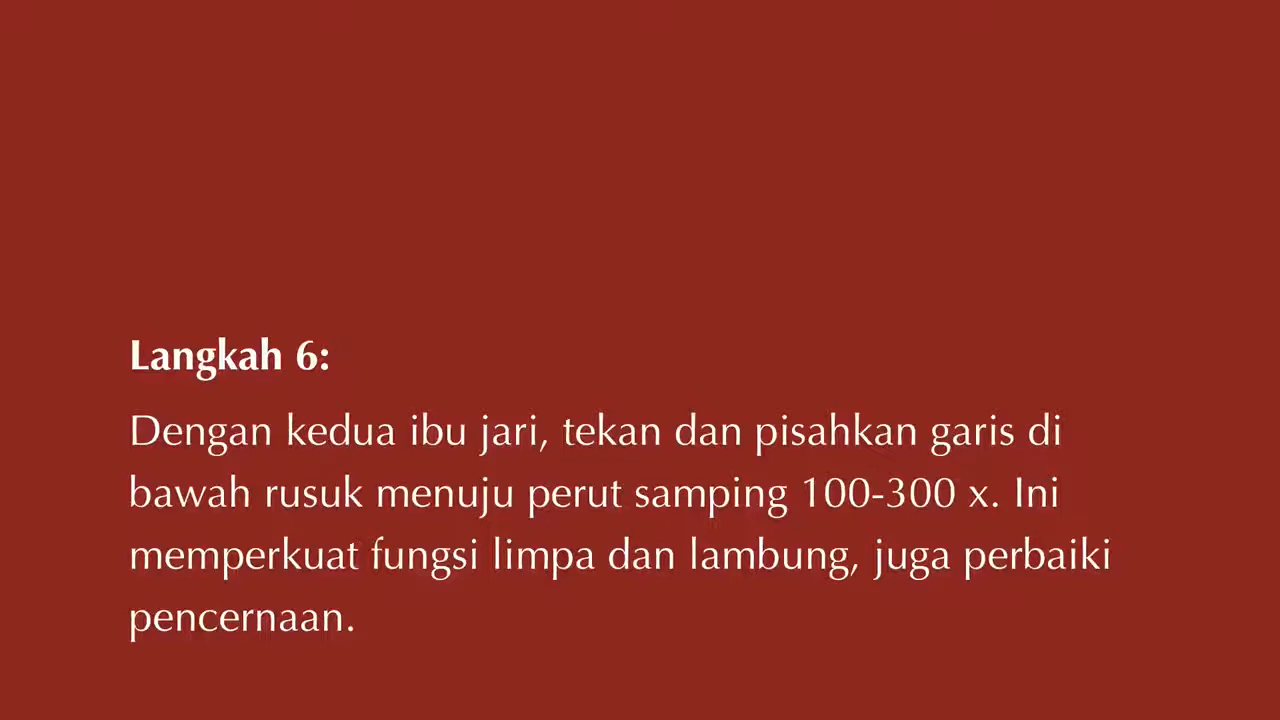 Langkah 6:
Dengan kedua ibu jari, tekan dan pisahkan garis di
bawah rusuk menuju perut samping 100-300 x. Ini
memperkuat fungsi limpa dan lambung, juga perbaiki
pencernaan.